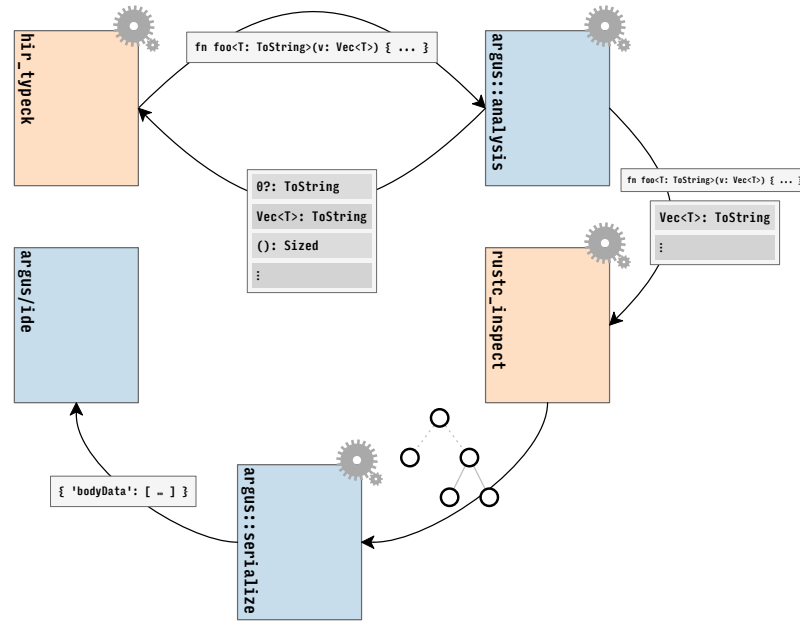 hir_typeck
fn foo<T: ToString>(v: Vec<T>) { ... }
argus::analysis
0?: ToString
Vec<T>: ToString
(): Sized
⋮
fn foo<T: ToString>(v: Vec<T>) { ... }
Vec<T>: ToString
⋮
argus/ide
rustc_inspect
argus::serialize
{ 'bodyData': [ … ] }